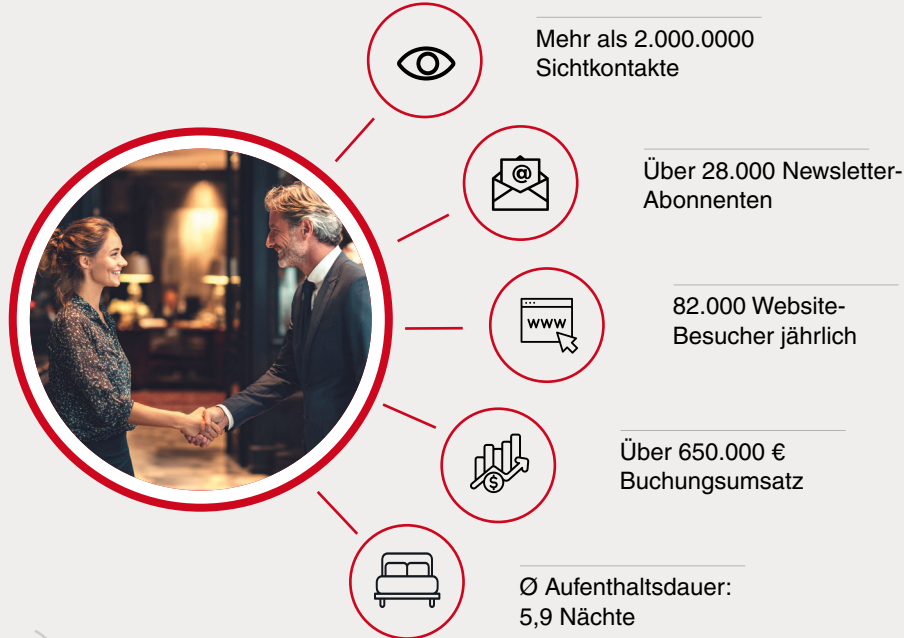 Mehr als 2.000.0000
Sichtkontakte
@
Über 28.000 Newsletter-
Abonnenten
www
82.000 Website-
Besucher jährlich
$
Über 650.000 €
Buchungsumsatz
Ø Aufenthaltsdauer:
5,9 Nächte